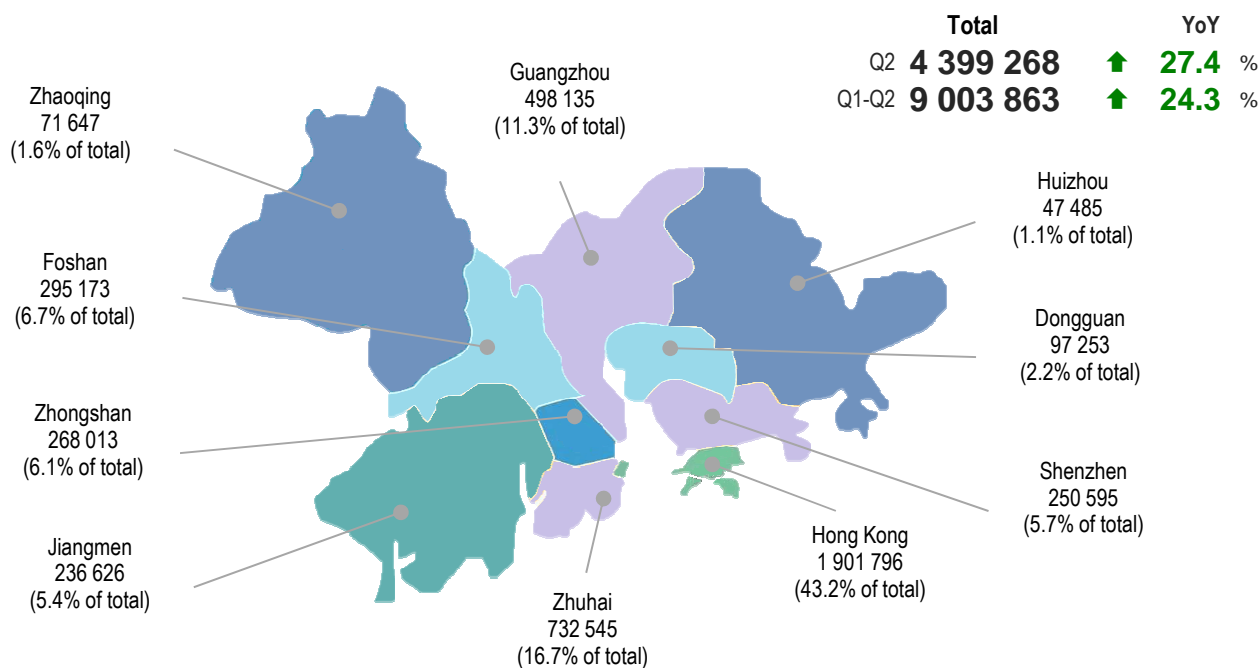 Total YoY
Q2 4 399 268 27.4 %
Q1-Q2 9 003 863 24.3 %
Guangzhou
498 135
(11.3% of total)
Zhaoqing
71 647
(1.6% of total)
Huizhou
47 485
(1.1% of total)
Foshan
295 173
(6.7% of total)
Dongguan
97 253
(2.2% of total)
Zhongshan
268 013
(6.1% of total)
Shenzhen
250 595
(5.7% of total)
Hong Kong
1 901 796
(43.2% of total)
Jiangmen
236 626
(5.4% of total)
Zhuhai
732 545
(16.7% of total)